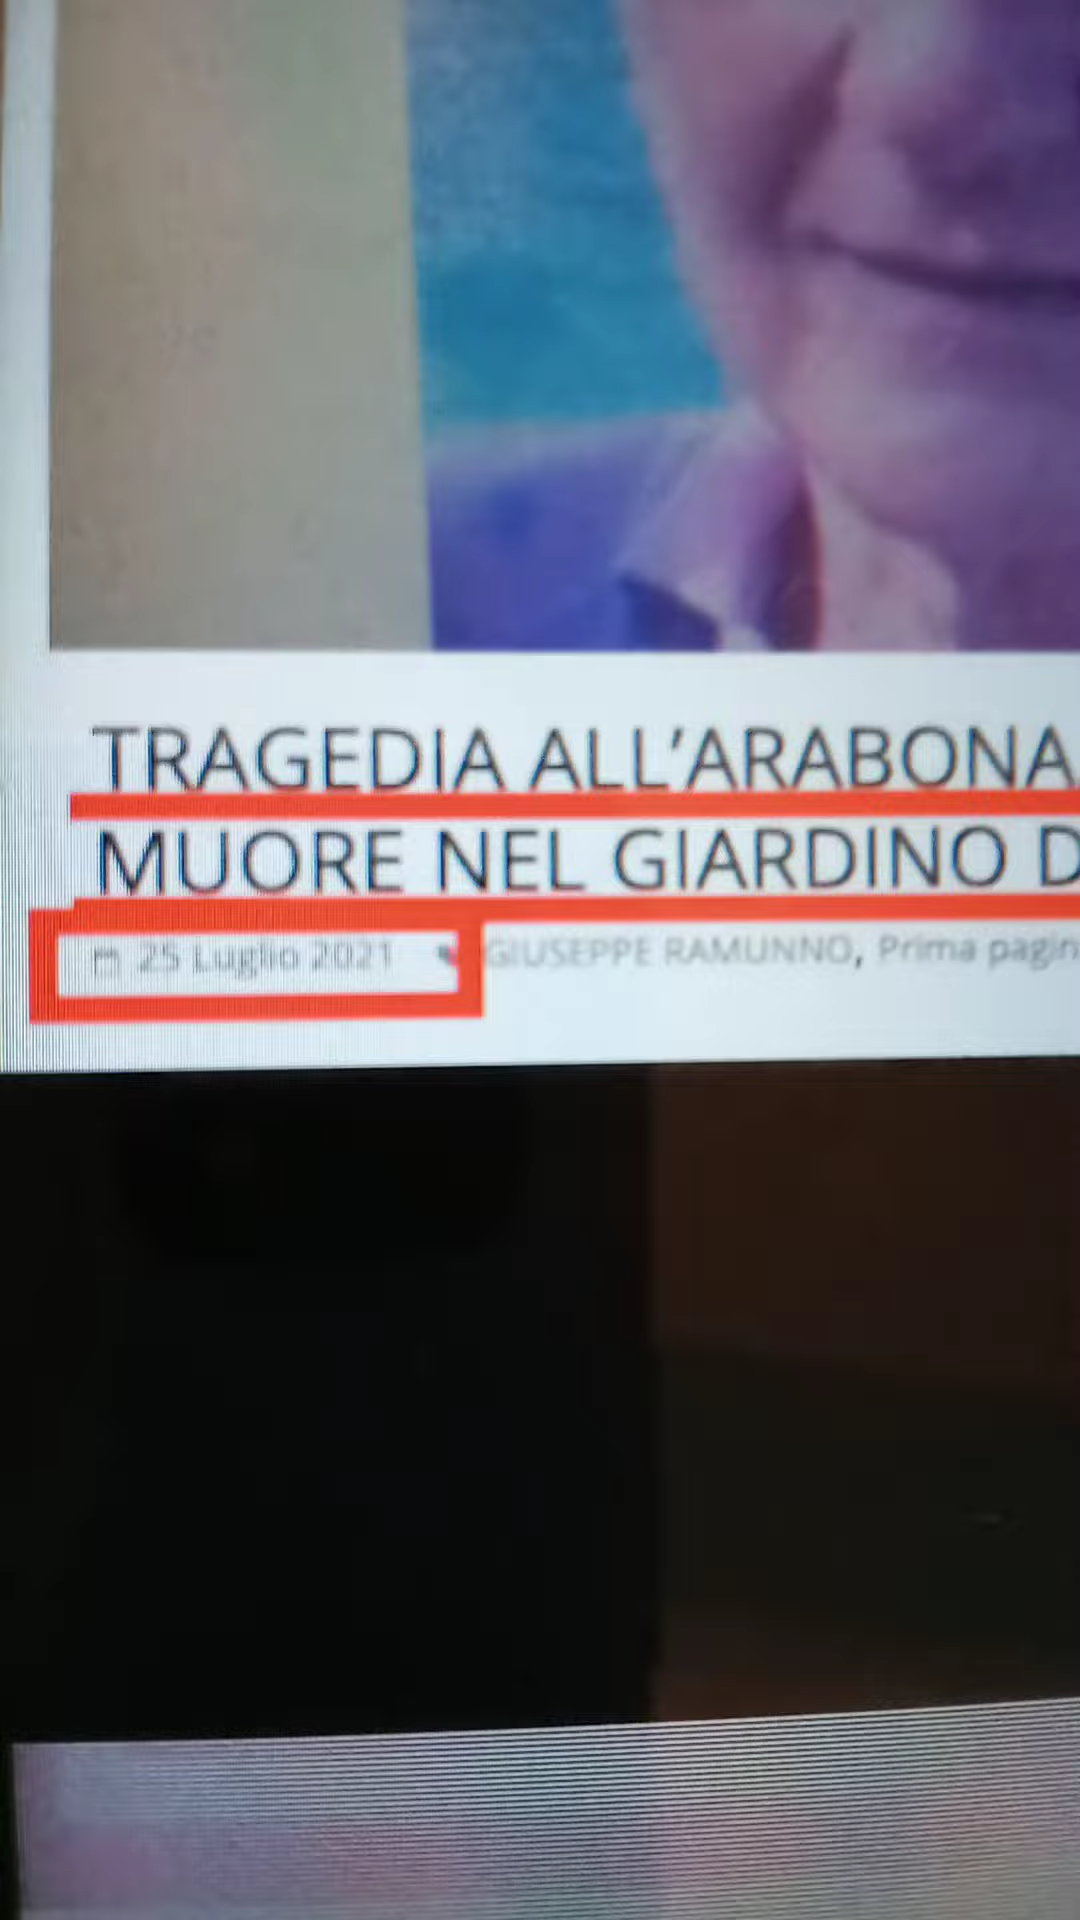 TRAGEDIA ALL'ARABONA.
MUORE NEL GIARDINO D
25 Luglio 2021 GIUSEPPE RAMUNNO, Prima pagin